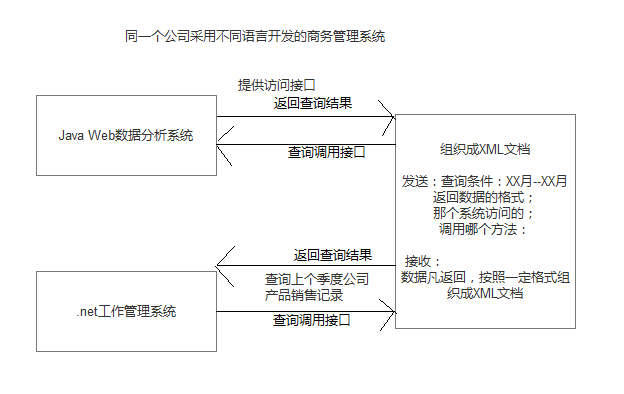 同一个公司采用不同语言开发的商务管理系统
提供访问接口
返回查询结果
Java Web数据分析系统
查询调用接口
组织成XML文档
发送：查询条件：XX月--XX月
返回数据的格式；
那个系统访问的；
调用哪个方法：
接收：
数据凡返回，按照一定格式组
织成XML文档
返回查询结果
查询上个季度公司
产品销售记录
.net工作管理系统
查询调用接口